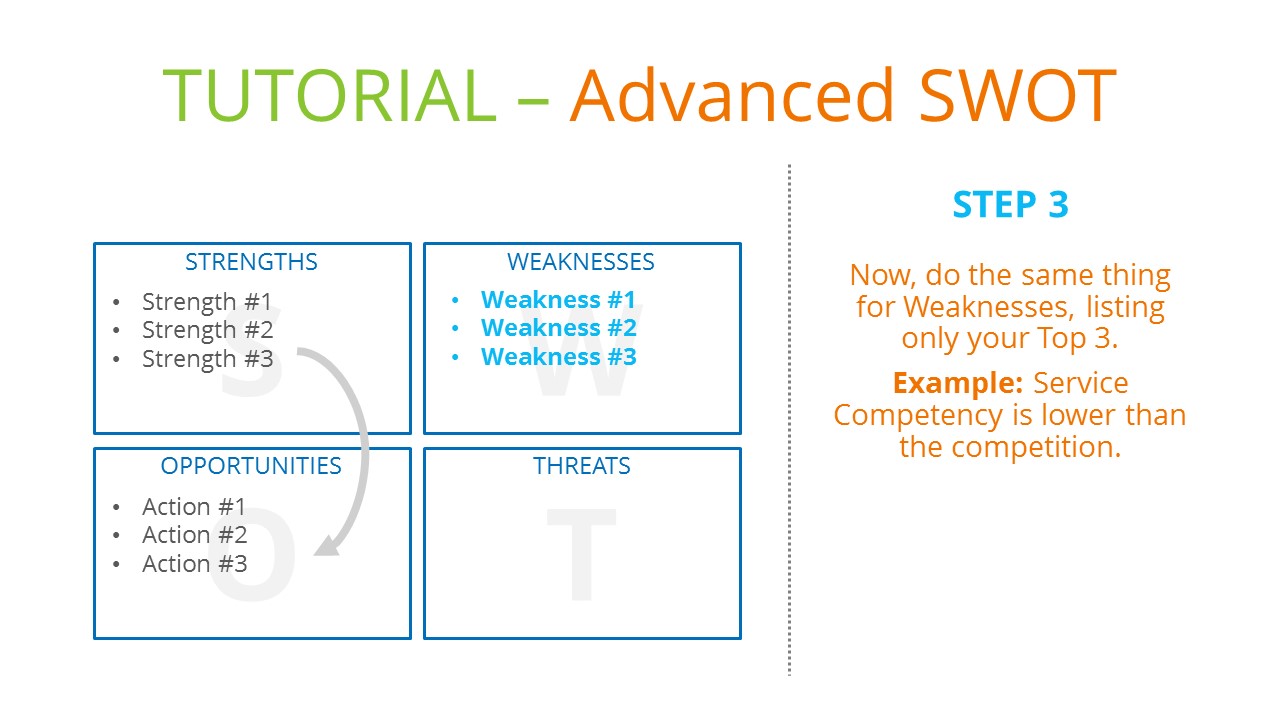 TUTORIAL – Advanced SWOT
STRENGTHS
• Strength #1
• Strength #2
• Strength #3
S
WEAKNESSES
• Weakness #1
• Weakness #2
• Weakness #3
W
OPPORTUNITIES
• Action #1
• Action #2
• Action #3
O
THREATS
T
STEP 3
Now, do the same thing
for Weaknesses, listing
only your Top 3.
Example: Service
Competency is lower than
the competition.